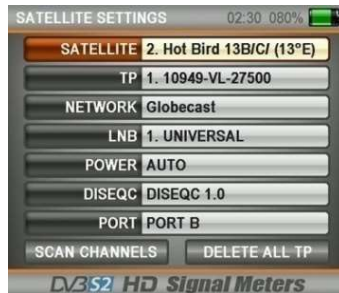 SATELLITE SETTINGS 02:30 080%
SATELLITE 2. Hot Bird 13B/C/ (13°E)
TP 1. 10949-VL-27500
NETWORK Globecast
LNB 1. UNIVERSAL
POWER AUTO
DISEQC DISEQC 1.0
PORT PORT B
SCAN CHANNELS DELETE ALL TP
DVB S2 HD Signal Meters